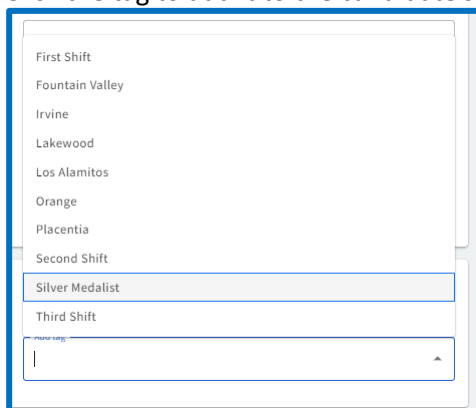 First Shift
Fountain Valley
Irvine
Lakewood
Los Alamitos
Orange
Placentia
Second Shift
Silver Medalist
Third Shift
Add tag